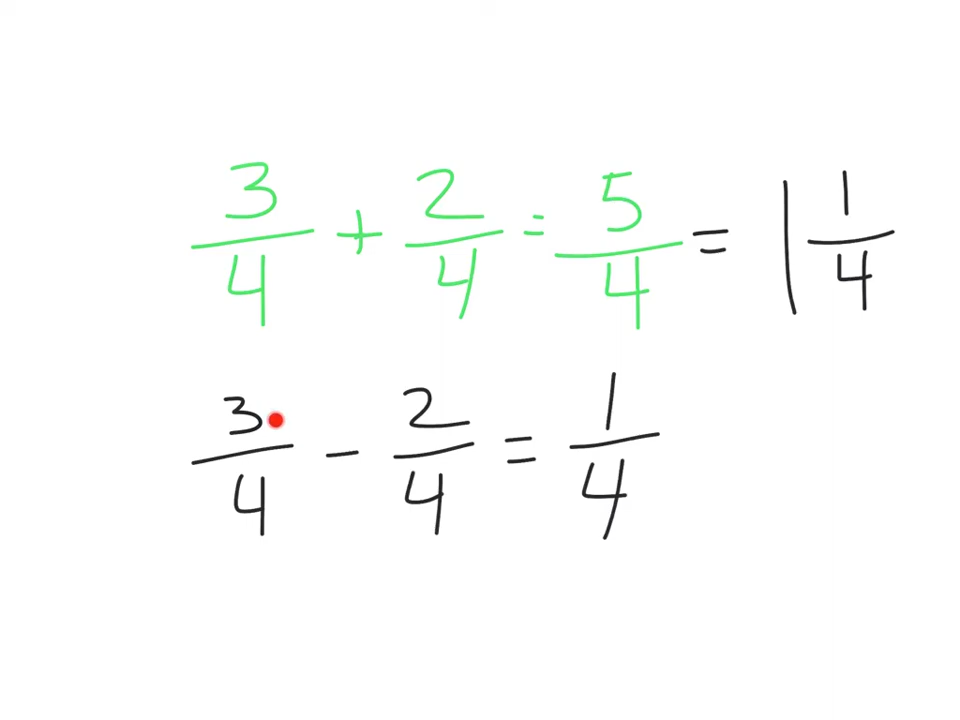 3/4 + 2/4 = 5/4 = 1 1/4
3/4 - 2/4 = 1/4